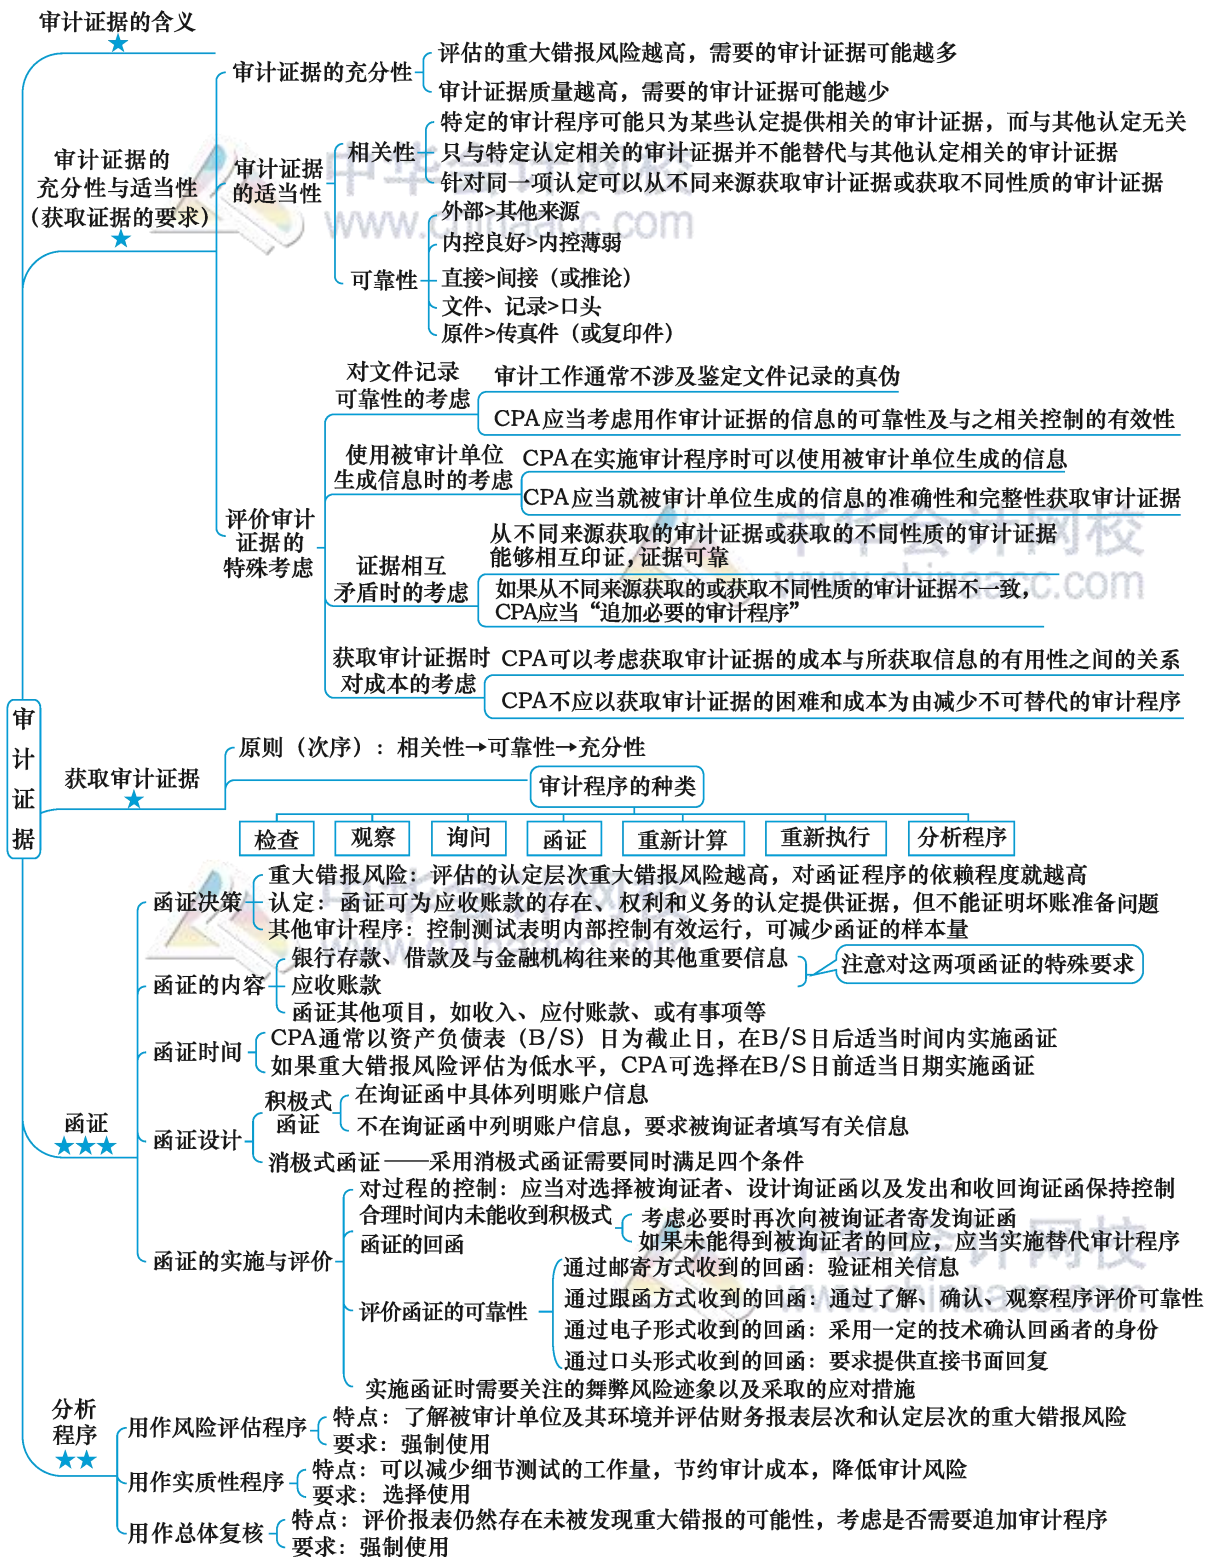 审计证据的含义
★
审计证据的充分性
评估的重大错报风险越高，需要的审计证据可能越多
审计证据质量越高，需要的审计证据可能越少
审计证据的
充分性与适当性
（获取证据的要求）
★
审计证据
的适当性
相关性
特定的审计程序可能只为某些认定提供相关的审计证据，而与其他认定无关
只与特定认定相关的审计证据并不能替代与其他认定相关的审计证据
针对同一项认定可以从不同来源获取审计证据或获取不同性质的审计证据
可靠性
外部>其他来源
内控良好>内控薄弱
直接>间接（或推论）
文件、记录>口头
原件>传真件（或复印件）
评价审计
证据的
特殊考虑
对文件记录
可靠性的考虑
审计工作通常不涉及鉴定文件记录的真伪
CPA应当考虑用作审计证据的信息的可靠性及与之相关控制的有效性
使用被审计单位
生成信息时的考虑
CPA在实施审计程序时可以使用被审计单位生成的信息
CPA应当就被审计单位生成的信息的准确性和完整性获取审计证据
证据相互
矛盾时的考虑
从不同来源获取的审计证据或获取的不同性质的审计证据
能够相互印证，证据可靠
如果从不同来源获取的或获取不同性质的审计证据不一致，
CPA应当“追加必要的审计程序”
获取审计证据时
对成本的考虑
CPA可以考虑获取审计证据的成本与所获取信息的有用性之间的关系
CPA不应以获取审计证据的困难和成本为由减少不可替代的审计程序
审计证据
获取审计证据
★
原则（次序）：相关性→可靠性→充分性
审计程序的种类
检查
观察
询问
函证
重新计算
重新执行
分析程序
函证
★★★
函证决策
重大错报风险：评估的认定层次重大错报风险越高，对函证程序的依赖程度就越高
认定：函证可为应收账款的存在、权利和义务的认定提供证据，但不能证明坏账准备问题
其他审计程序：控制测试表明内部控制有效运行，可减少函证的样本量
函证的内容
银行存款、借款及与金融机构往来的其他重要信息
应收账款
注意对这两项函证的特殊要求
函证其他项目，如收入、应付账款、或有事项等
函证时间
CPA通常以资产负债表（B/S）日为截止日，在B/S日后适当时间内实施函证
如果重大错报风险评估为低水平，CPA可选择在B/S日前适当日期实施函证
函证设计
积极式
函证
在询证函中具体列明账户信息
不在询证函中列明账户信息，要求被询证者填写有关信息
消极式函证——采用消极式函证需要同时满足四个条件
函证的实施与评价
对过程的控制：应当对选择被询证者、设计询证函以及发出和收回询证函保持控制
合理时间内未能收到积极式
函证的回函
考虑必要时再次向被询证者寄发询证函
如果未能得到被询证者的回应，应当实施替代审计程序
评价函证的可靠性
通过邮寄方式收到的回函：验证相关信息
通过跟函方式收到的回函：通过了解、确认、观察程序评价可靠性
通过电子形式收到的回函：采用一定的技术确认回函者的身份
通过口头形式收到的回函：要求提供直接书面回复
实施函证时需要关注的舞弊风险迹象以及采取的应对措施
分析
程序
★★
用作风险评估程序
特点：了解被审计单位及其环境并评估财务报表层次和认定层次的重大错报风险
要求：强制使用
用作实质性程序
特点：可以减少细节测试的工作量，节约审计成本，降低审计风险
要求：选择使用
用作总体复核
特点：评价报表仍然存在未被发现重大错报的可能性，考虑是否需要追加审计程序
要求：强制使用
中华会计网校
www.chinaacc.com
中华会计网校
www.chinaacc.com
中华会计网校
中华会计网校
www.chinaacc.com